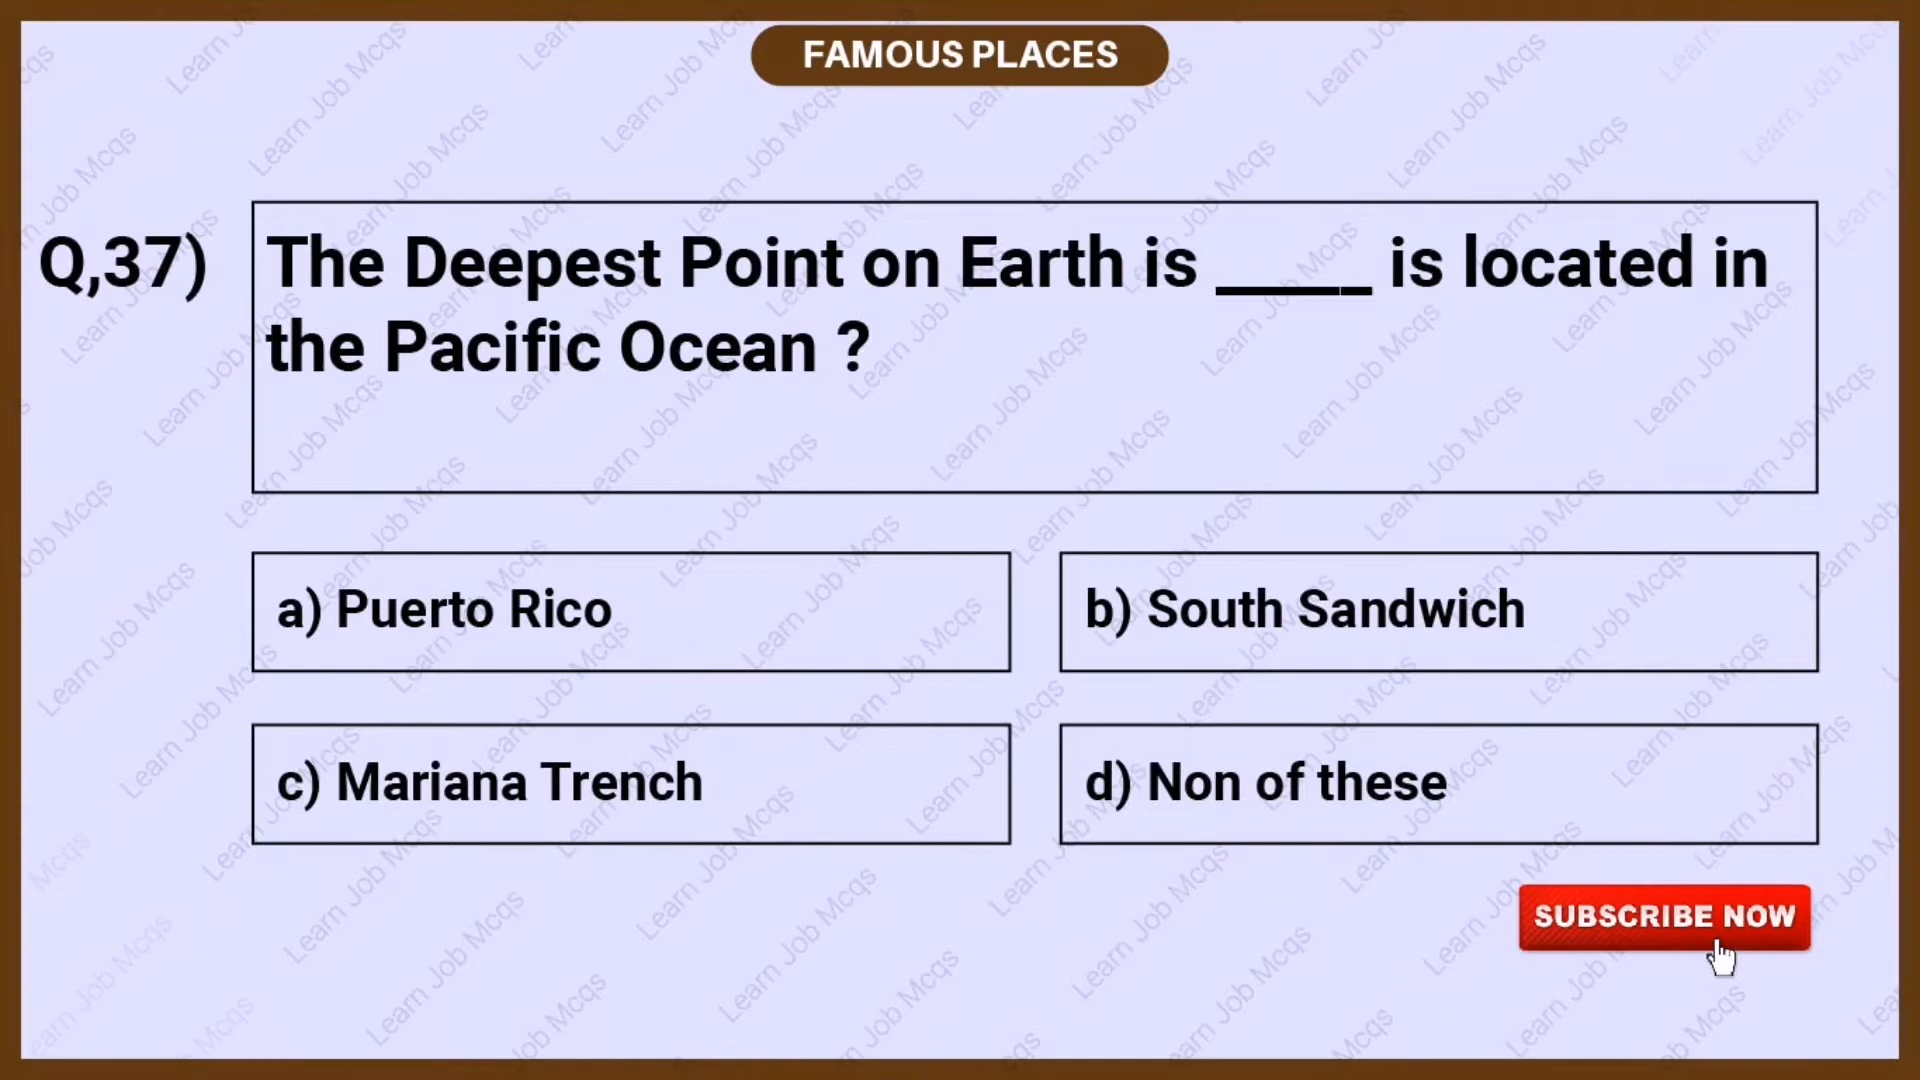 FAMOUS PLACES
Q,37) The Deepest Point on Earth is _____ is located in
the Pacific Ocean ?
a) Puerto Rico
b) South Sandwich
c) Mariana Trench
d) Non of these
SUBSCRIBE NOW
Learn Job Mcqs